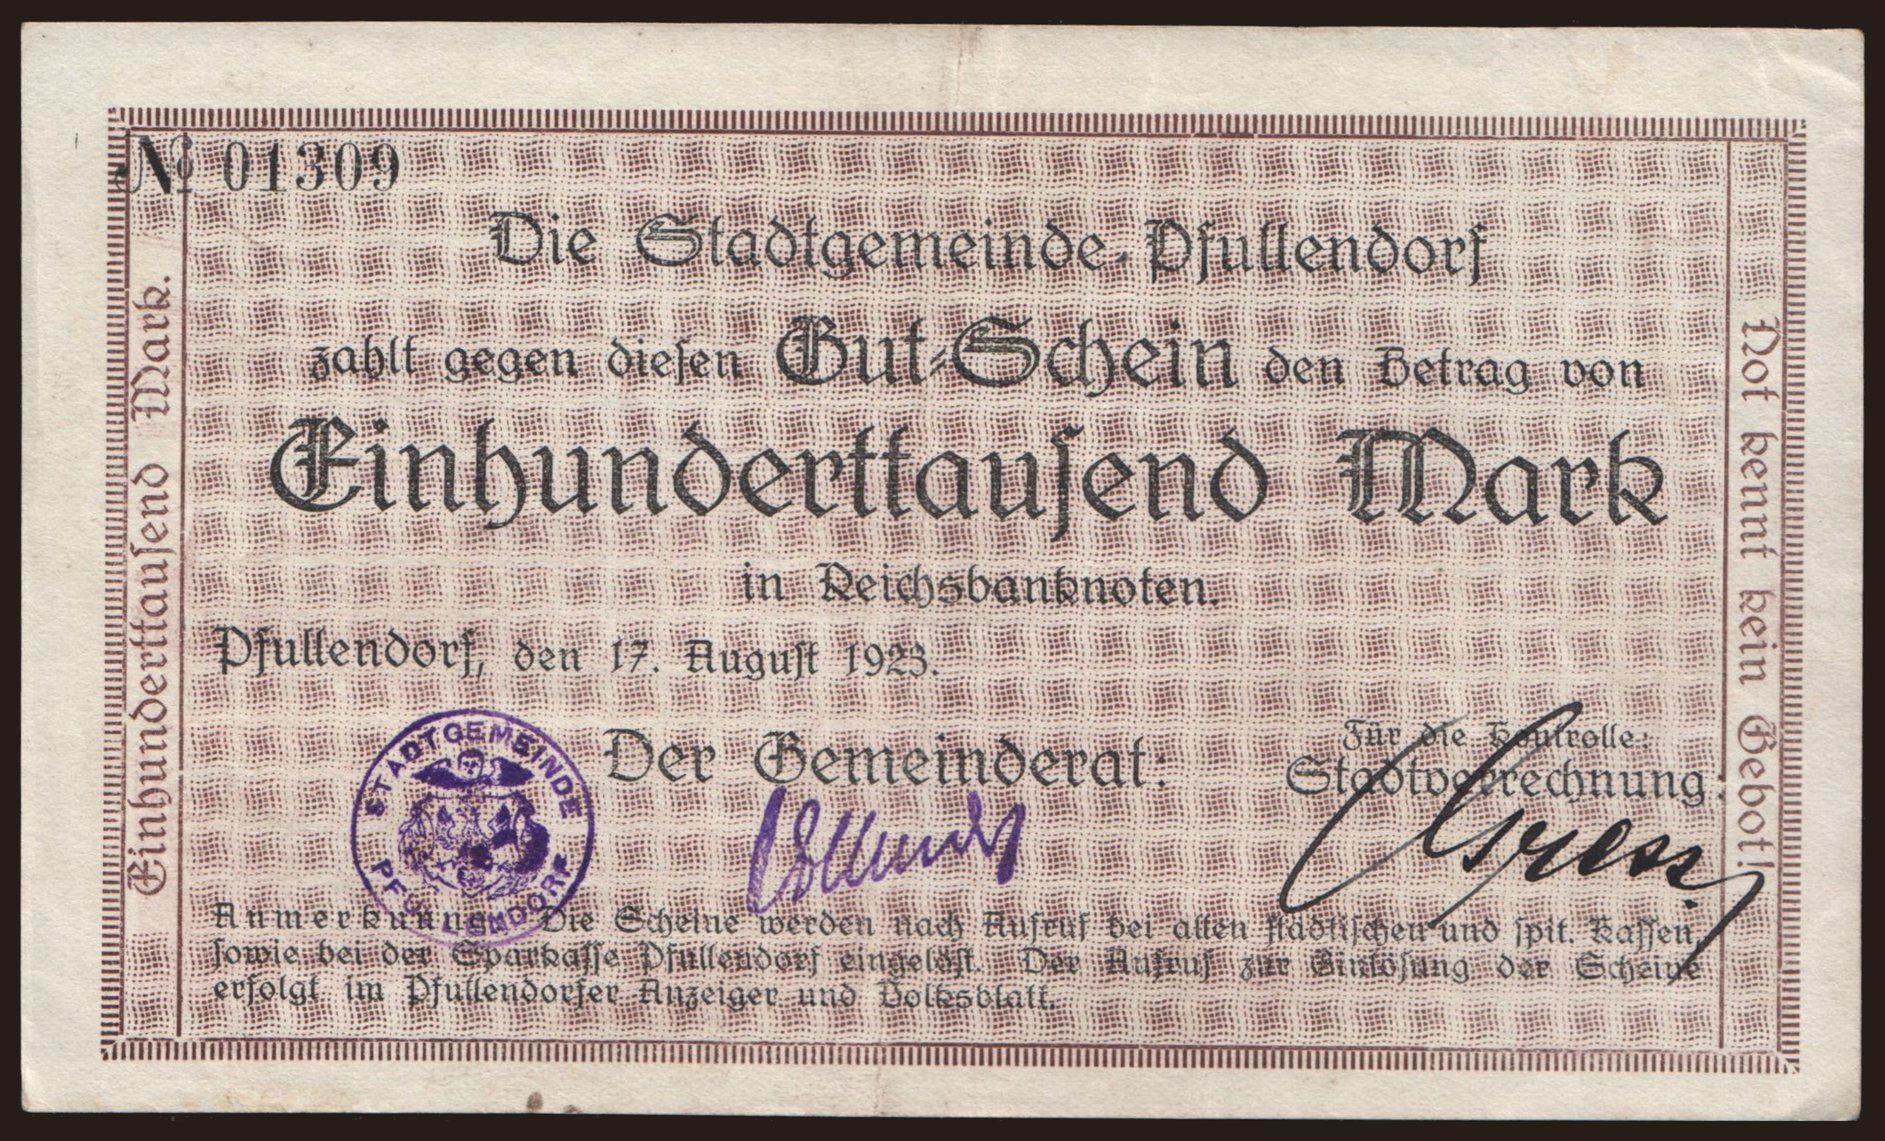 № 01309
Die Stadtgemeinde Pfullendorf
zahlt gegen diesen Gut-Schein den Betrag von
Einhunderttausend Mark
in Reichsbanknoten.
Pfullendorf, den 17. August 1923.
Der Gemeinderat:
Für die Kontrolle:
Stadtverrechnung:
STADTGEMEINDE
PFULLENDORF
Anmerkung. Die Scheine werden nach Aufruf bei allen städtischen und spit. Kassen,
sowie bei der Sparkasse Pfullendorf eingelöst. Der Aufruf zur Einlösung der Scheine
erfolgt im Pfullendorfer Anzeiger und Volksblatt.
Einhunderttausend Mark.
Not kennt kein Gebot!